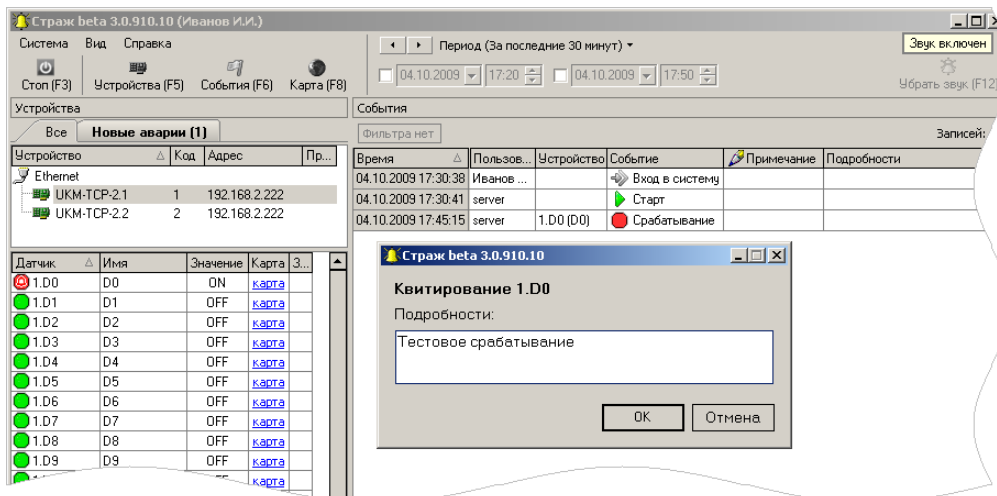 Страж beta 3.0.910.10 (Иванов И.И.)
Система Вид Справка
Стоп (F3) Устройства (F5) События (F6) Карта (F8)
Период (За последние 30 минут)
04.10.2009 17:20 04.10.2009 17:50
Звук включен
Убрать звук (F12)
Устройства
Все Новые аварии (1)
Устройство Код Адрес Пр...
Ethernet
UKM-TCP-2.1 1 192.168.2.222
UKM-TCP-2.2 2 192.168.2.222
Датчик Имя Значение Карта З...
1.D0 D0 ON карта
1.D1 D1 OFF карта
1.D2 D2 OFF карта
1.D3 D3 OFF карта
1.D4 D4 OFF карта
1.D5 D5 OFF карта
1.D6 D6 OFF карта
1.D7 D7 OFF карта
1.D8 D8 OFF карта
1.D9 D9 OFF карта
карта
События
Фильтра нет Записей:
Время Пользов... Устройство Событие Примечание Подробности
04.10.2009 17:30:38 Иванов ... Вход в систему
04.10.2009 17:30:41 server Старт
04.10.2009 17:45:15 server 1.D0 (D0) Срабатывание
Страж beta 3.0.910.10
Квитирование 1.D0
Подробности:
Тестовое срабатывание
OK Отмена